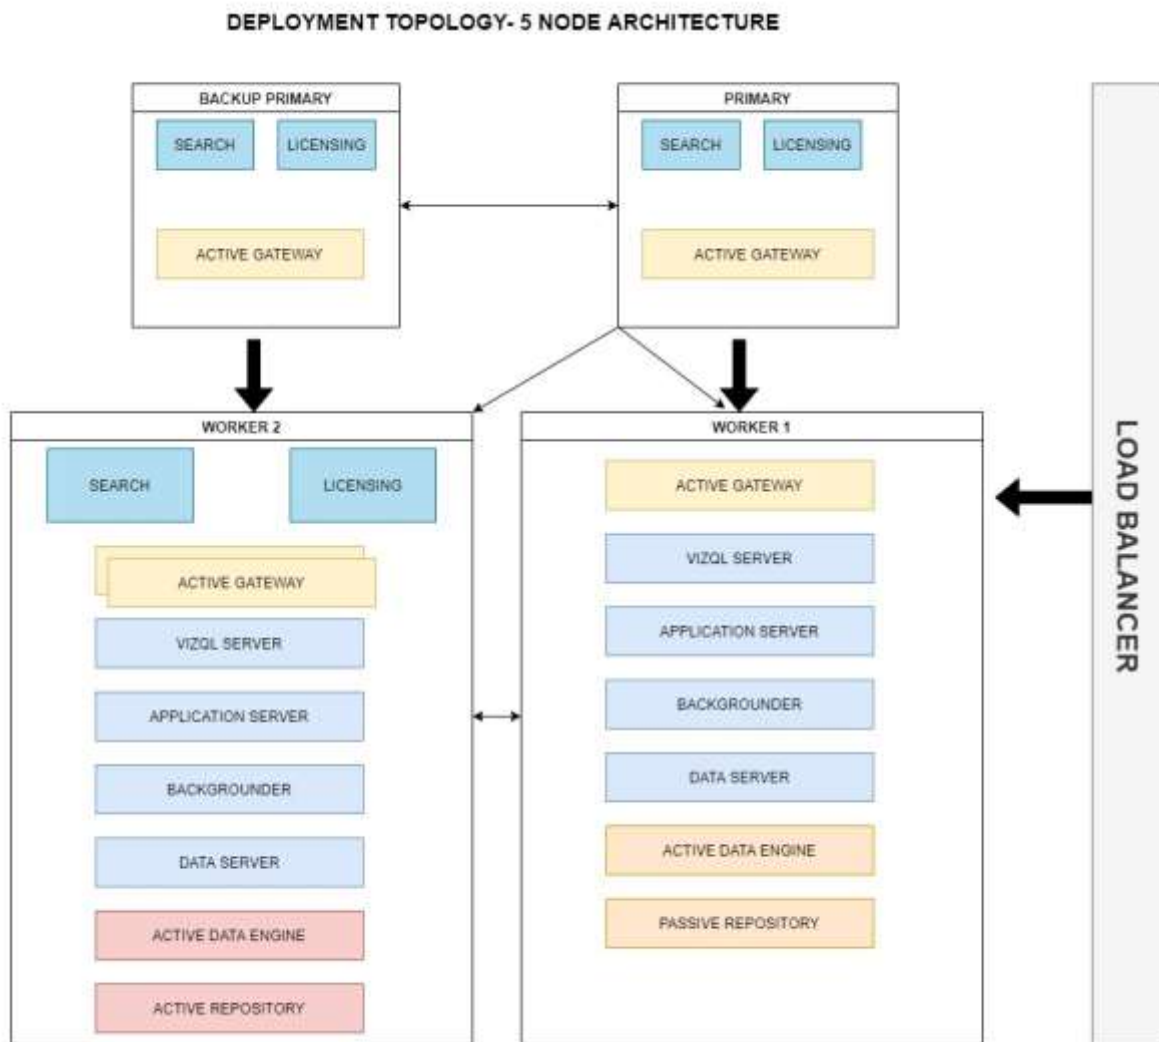 DEPLOYMENT TOPOLOGY- 5 NODE ARCHITECTURE
BACKUP PRIMARY
SEARCH
LICENSING
ACTIVE GATEWAY
PRIMARY
SEARCH
LICENSING
ACTIVE GATEWAY
WORKER 2
SEARCH
LICENSING
ACTIVE GATEWAY
VIZQL SERVER
APPLICATION SERVER
BACKGROUNDER
DATA SERVER
ACTIVE DATA ENGINE
ACTIVE REPOSITORY
WORKER 1
ACTIVE GATEWAY
VIZQL SERVER
APPLICATION SERVER
BACKGROUNDER
DATA SERVER
ACTIVE DATA ENGINE
PASSIVE REPOSITORY
LOAD BALANCER